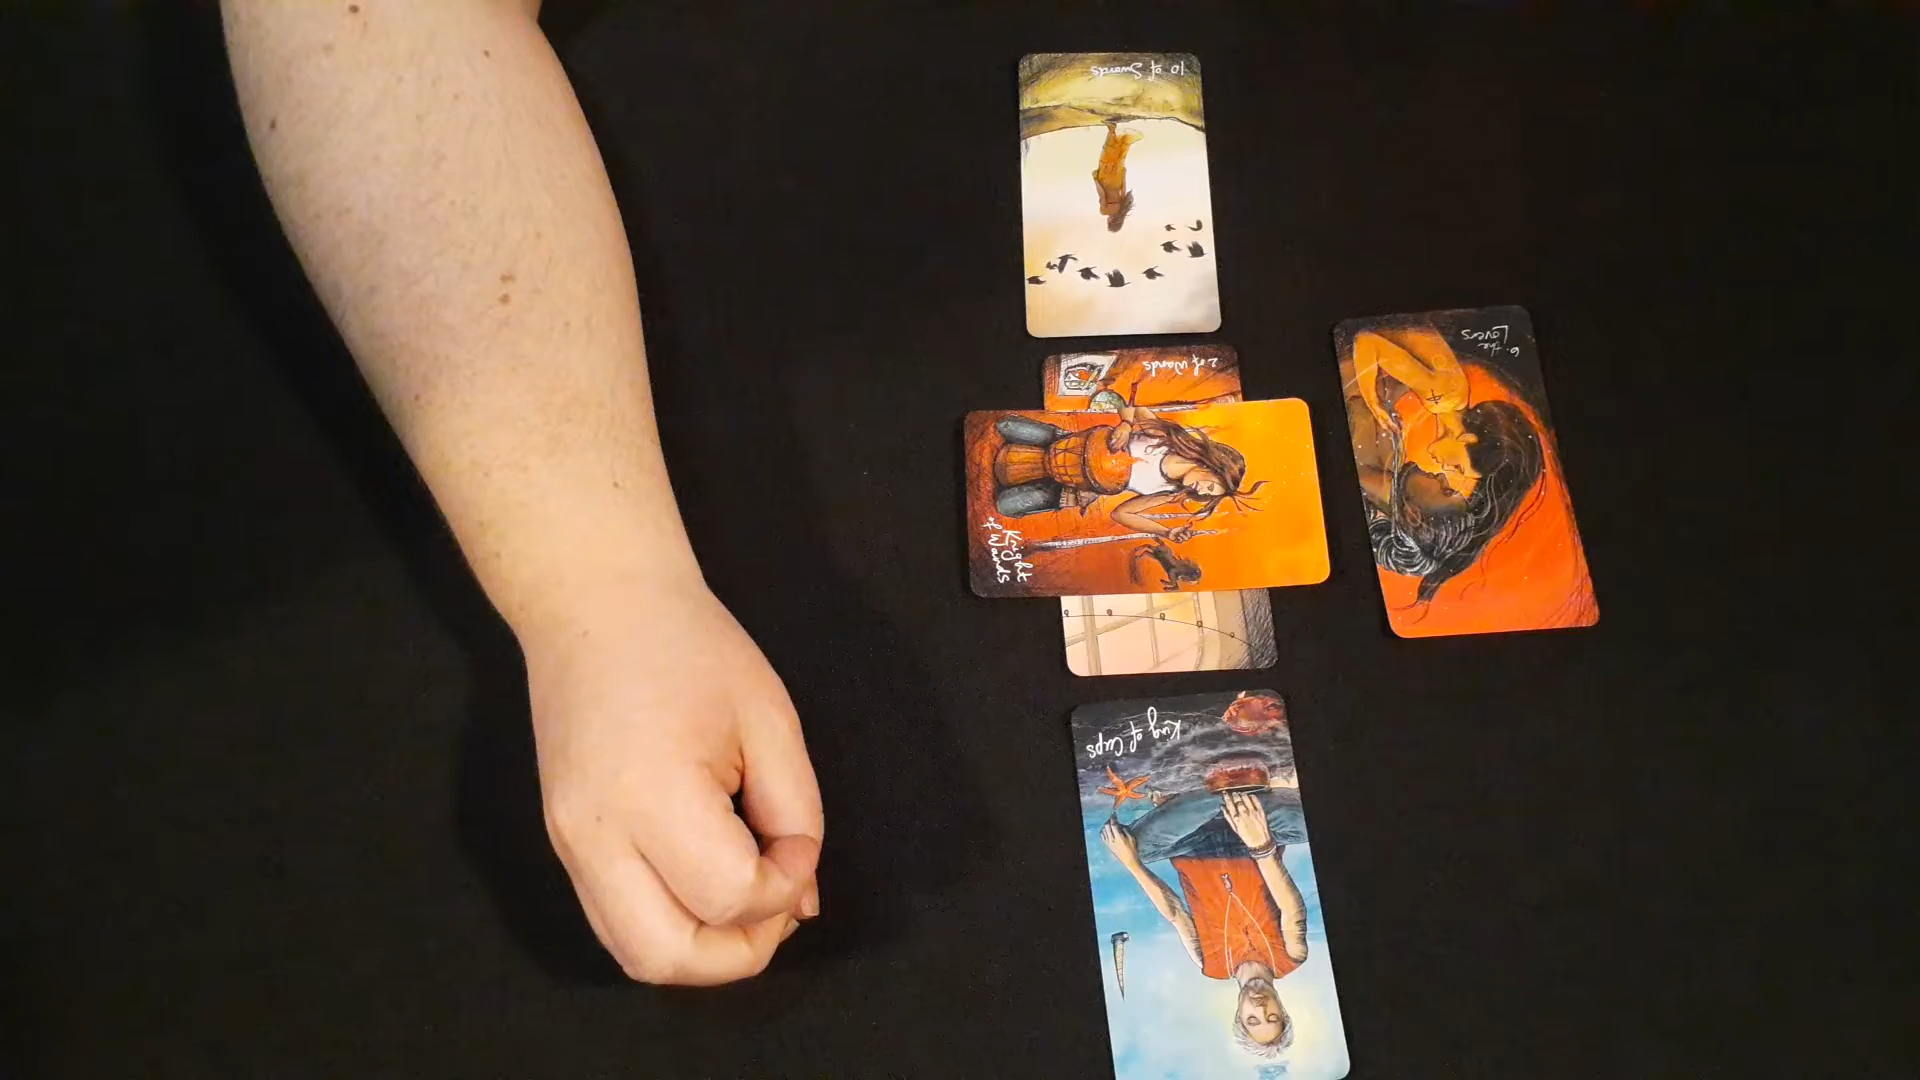 10 of Swords
2 of Wands
6. the
Lovers
Knight
of Wands
King of Cups